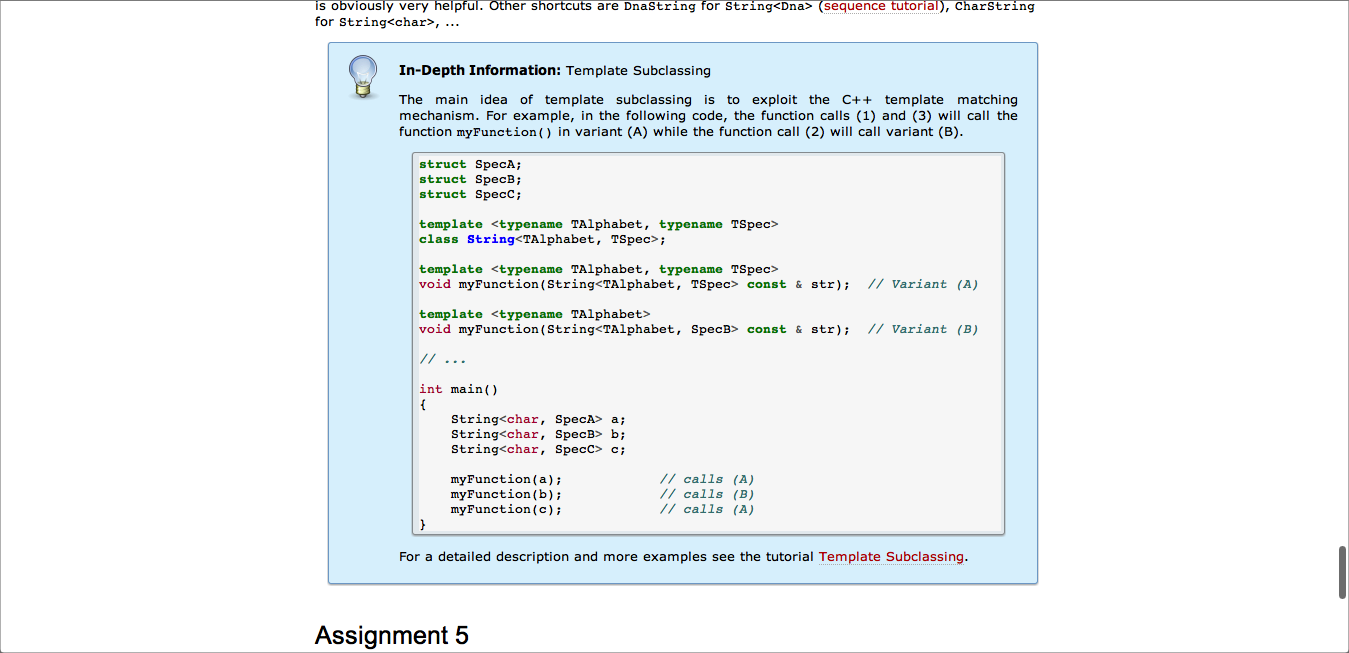 is obviously very helpful. Other shortcuts are DnaString for String<Dna> (sequence tutorial), CharString
for String<char>, ...
In-Depth Information: Template Subclassing
The main idea of template subclassing is to exploit the C++ template matching
mechanism. For example, in the following code, the function calls (1) and (3) will call the
function myFunction() in variant (A) while the function call (2) will call variant (B).
struct SpecA;
struct SpecB;
struct SpecC;
template <typename TAlphabet, typename TSpec>
class String<TAlphabet, TSpec>;
template <typename TAlphabet, typename TSpec>
void myFunction(String<TAlphabet, TSpec> const & str);  // Variant (A)
template <typename TAlphabet>
void myFunction(String<TAlphabet, SpecB> const & str);  // Variant (B)
// ...
int main()
{
    String<char, SpecA> a;
    String<char, SpecB> b;
    String<char, SpecC> c;
    myFunction(a);            // calls (A)
    myFunction(b);            // calls (B)
    myFunction(c);            // calls (A)
}
For a detailed description and more examples see the tutorial Template Subclassing.
Assignment 5